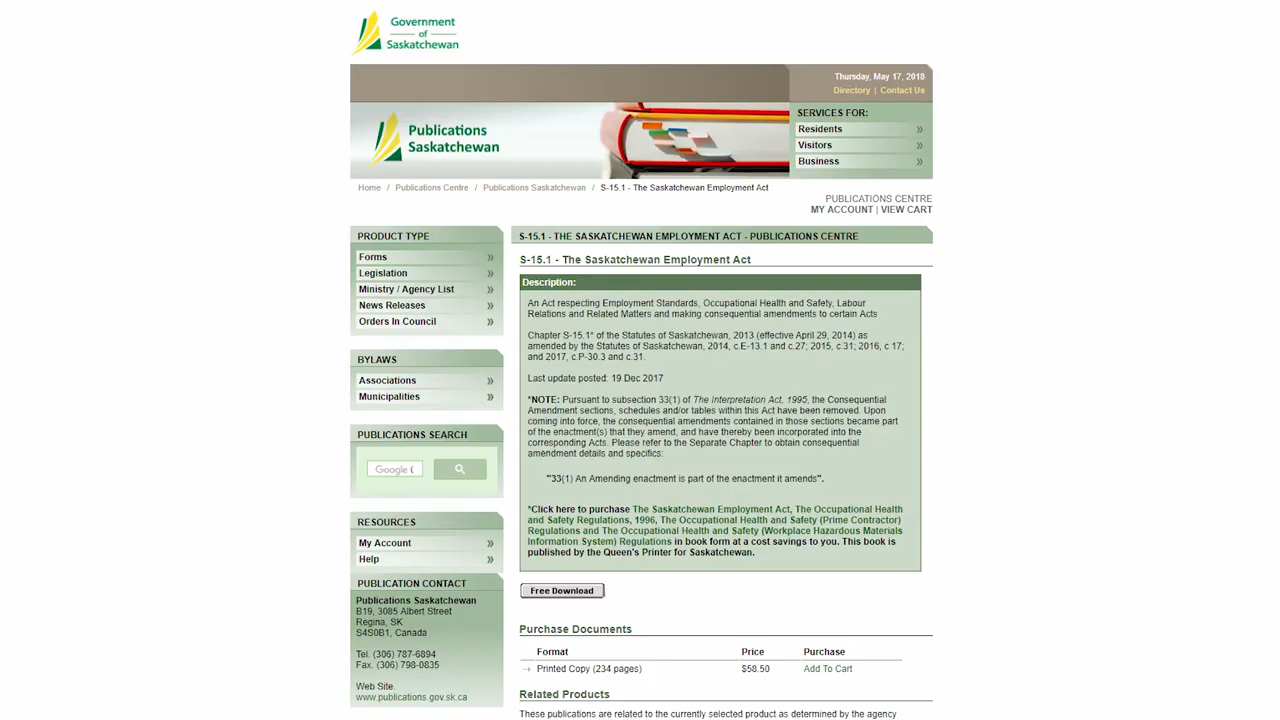 Government
of
Saskatchewan
Thursday, May 17, 2018
Directory | Contact Us
Publications
Saskatchewan
SERVICES FOR:
Residents »
Visitors »
Business »
Home / Publications Centre / Publications Saskatchewan / S-15.1 - The Saskatchewan Employment Act
PUBLICATIONS CENTRE
MY ACCOUNT | VIEW CART
PRODUCT TYPE
Forms »
Legislation »
Ministry / Agency List »
News Releases »
Orders In Council »
BYLAWS
Associations »
Municipalities »
PUBLICATIONS SEARCH
Google (
RESOURCES
My Account »
Help »
PUBLICATION CONTACT
Publications Saskatchewan
B19, 3085 Albert Street
Regina, SK
S4S0B1, Canada
Tel. (306) 787-6894
Fax. (306) 798-0835
Web Site.
www.publications.gov.sk.ca
S-15.1 - THE SASKATCHEWAN EMPLOYMENT ACT - PUBLICATIONS CENTRE
S-15.1 - The Saskatchewan Employment Act
Description:
An Act respecting Employment Standards, Occupational Health and Safety, Labour
Relations and Related Matters and making consequential amendments to certain Acts
Chapter S-15.1* of the Statutes of Saskatchewan, 2013 (effective April 29, 2014) as
amended by the Statutes of Saskatchewan, 2014, c.E-13.1 and c.27; 2015, c.31; 2016, c 17;
and 2017, c.P-30.3 and c.31.
Last update posted: 19 Dec 2017
*NOTE: Pursuant to subsection 33(1) of The Interpretation Act, 1995, the Consequential
Amendment sections, schedules and/or tables within this Act have been removed. Upon
coming into force, the consequential amendments contained in those sections became part
of the enactment(s) that they amend, and have thereby been incorporated into the
corresponding Acts. Please refer to the Separate Chapter to obtain consequential
amendment details and specifics:
"33(1) An Amending enactment is part of the enactment it amends".
*Click here to purchase The Saskatchewan Employment Act, The Occupational Health
and Safety Regulations, 1996, The Occupational Health and Safety (Prime Contractor)
Regulations and The Occupational Health and Safety (Workplace Hazardous Materials
Information System) Regulations in book form at a cost savings to you. This book is
published by the Queen's Printer for Saskatchewan.
Free Download
Purchase Documents
Format Price Purchase
→ Printed Copy (234 pages) $58.50 Add To Cart
Related Products
These publications are related to the currently selected product as determined by the agency